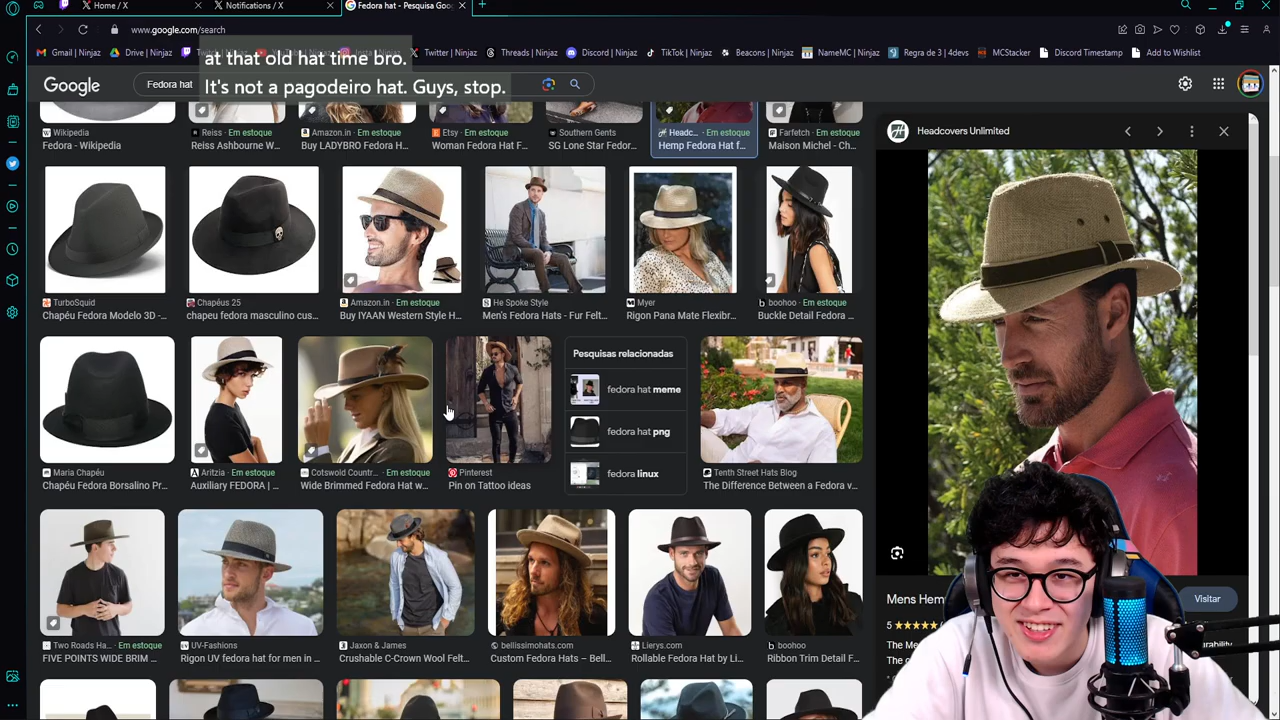 Home / X
Notifications / X
Fedora hat - Pesquisa Goo
www.google.com/search
Gmail | Ninjaz
Drive | Ninjaz
Twitter | Ninjaz
Threads | Ninjaz
Discord | Ninjaz
TikTok | Ninjaz
Beacons | Ninjaz
NameMC | Ninjaz
Regra de 3 | 4devs
MCStacker
Discord Timestamp
Add to Wishlist
at that old hat time bro.
It's not a pagodeiro hat. Guys, stop.
Google
Fedora hat
Wikipedia
Fedora - Wikipedia
Reiss · Em estoque
Reiss Ashbourne W...
Amazon.in · Em estoque
Buy LADYBRO Fedora H...
Etsy · Em estoque
Woman Fedora Hat F...
Southern Gents
SG Lone Star Fedor...
Headc... · Em estoque
Hemp Fedora Hat f...
Farfetch · Em estoque
Maison Michel - Ch...
Headcovers Unlimited
TurboSquid
Chapéu Fedora Modelo 3D - ...
Chapéus 25
chapeu fedora masculino cus...
Amazon.in · Em estoque
Buy IYAAN Western Style H...
He Spoke Style
Men's Fedora Hats - Fur Felt...
Myer
Rigon Pana Mate Flexibr...
boohoo · Em estoque
Buckle Detail Fedora ...
Pesquisas relacionadas
fedora hat meme
fedora hat png
fedora linux
Maria Chapéu
Chapéu Fedora Borsalino Pr...
Aritzia · Em estoque
Auxiliary FEDORA | ...
Cotswold Countr... · Em estoque
Wide Brimmed Fedora Hat w...
Pinterest
Pin on Tattoo ideas
Tenth Street Hats Blog
The Difference Between a Fedora v...
Two Roads Ha... · Em estoque
FIVE POINTS WIDE BRIM ...
UV-Fashions
Rigon UV fedora hat for men in ...
Jaxon & James
Crushable C-Crown Wool Felt...
bellissimohats.com
Custom Fedora Hats – Bell...
Lierys.com
Rollable Fedora Hat by Li...
boohoo
Ribbon Trim Detail F...
Mens Hem
Visitar
5 ★★★★★
The Me